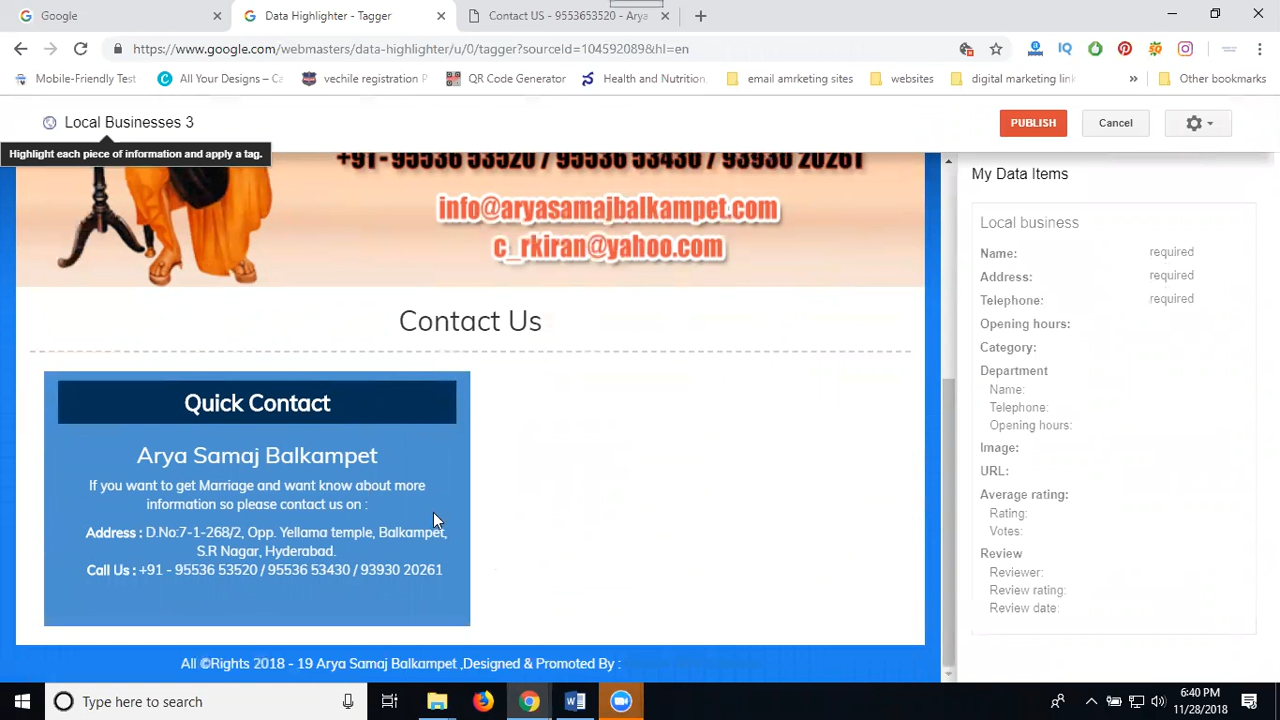 Google
Data Highlighter - Tagger
Contact US - 9553653520 - Arya
https://www.google.com/webmasters/data-highlighter/u/0/tagger?sourceId=104592089&hl=en
Mobile-Friendly Test
All Your Designs – Ca
vechile registration P
QR Code Generator
Health and Nutrition,
email amrketing sites
websites
digital marketing link
Other bookmarks
Local Businesses 3
PUBLISH
Cancel
Highlight each piece of information and apply a tag.
+91- 95536 53520 / 95536 53430 / 93930 20261
info@aryasamajbalkampet.com
c_rkiran@yahoo.com
Contact Us
Quick Contact
Arya Samaj Balkampet
If you want to get Marriage and want know about more
information so please contact us on :
Address : D.No:7-1-268/2, Opp. Yellama temple, Balkampet,
S.R Nagar, Hyderabad.
Call Us : +91 - 95536 53520 / 95536 53430 / 93930 20261
All ©Rights 2018 - 19 Arya Samaj Balkampet ,Designed & Promoted By :
My Data Items
Local business
Name: required
Address: required
Telephone: required
Opening hours:
Category:
Department
Name:
Telephone:
Opening hours:
Image:
URL:
Average rating:
Rating:
Votes:
Review
Reviewer:
Review rating:
Review date:
Type here to search
6:40 PM
11/28/2018